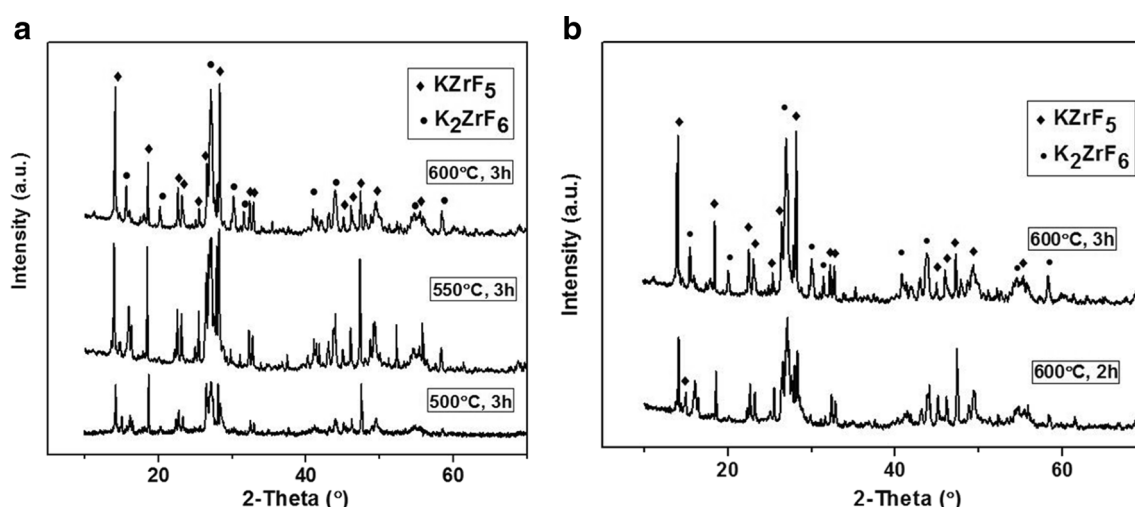 a
Intensity (a.u.)
♦ KZrF5
● K2ZrF6
600°C, 3h
550°C, 3h
500°C, 3h
20
40
60
2-Theta (°)
b
Intensity (a.u.)
♦ KZrF5
● K2ZrF6
600°C, 3h
600°C, 2h
20
40
60
2-Theta (°)